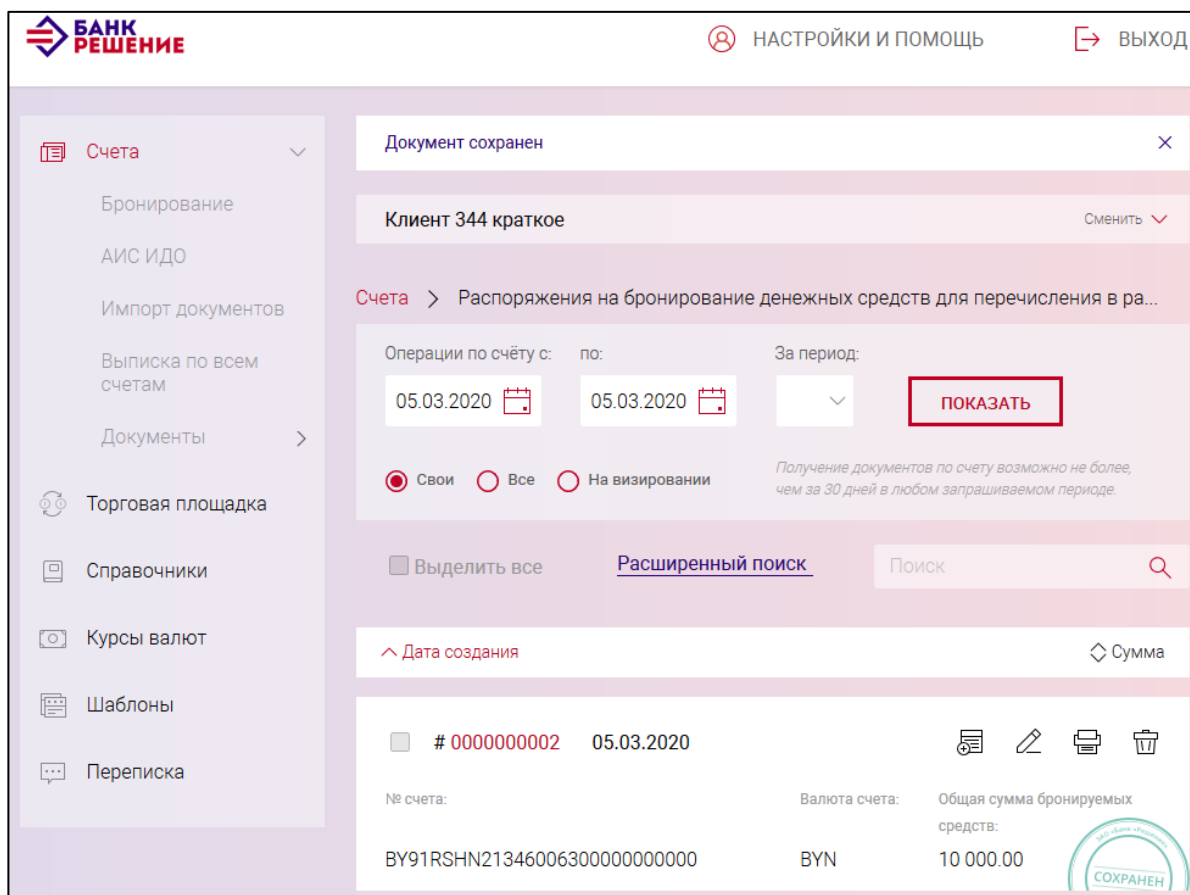 БАНК
РЕШЕНИЕ
НАСТРОЙКИ И ПОМОЩЬ
ВЫХОД
Счета
Бронирование
АИС ИДО
Импорт документов
Выписка по всем
счетам
Документы
Торговая площадка
Справочники
Курсы валют
Шаблоны
Переписка
Документ сохранен
Клиент 344 краткое
Сменить
Счета > Распоряжения на бронирование денежных средств для перечисления в ра...
Операции по счёту с: по: За период:
05.03.2020 05.03.2020 ПОКАЗАТЬ
Свои Все На визировании
Получение документов по счету возможно не более,
чем за 30 дней в любом запрашиваемом периоде.
Выделить все Расширенный поиск Поиск
Дата создания Сумма
# 0000000002 05.03.2020
№ счета: Валюта счета: Общая сумма бронируемых
средств:
BY91RSHN21346006300000000000 BYN 10 000.00
ЗАО «Банк «Решение»
СОХРАНЕН